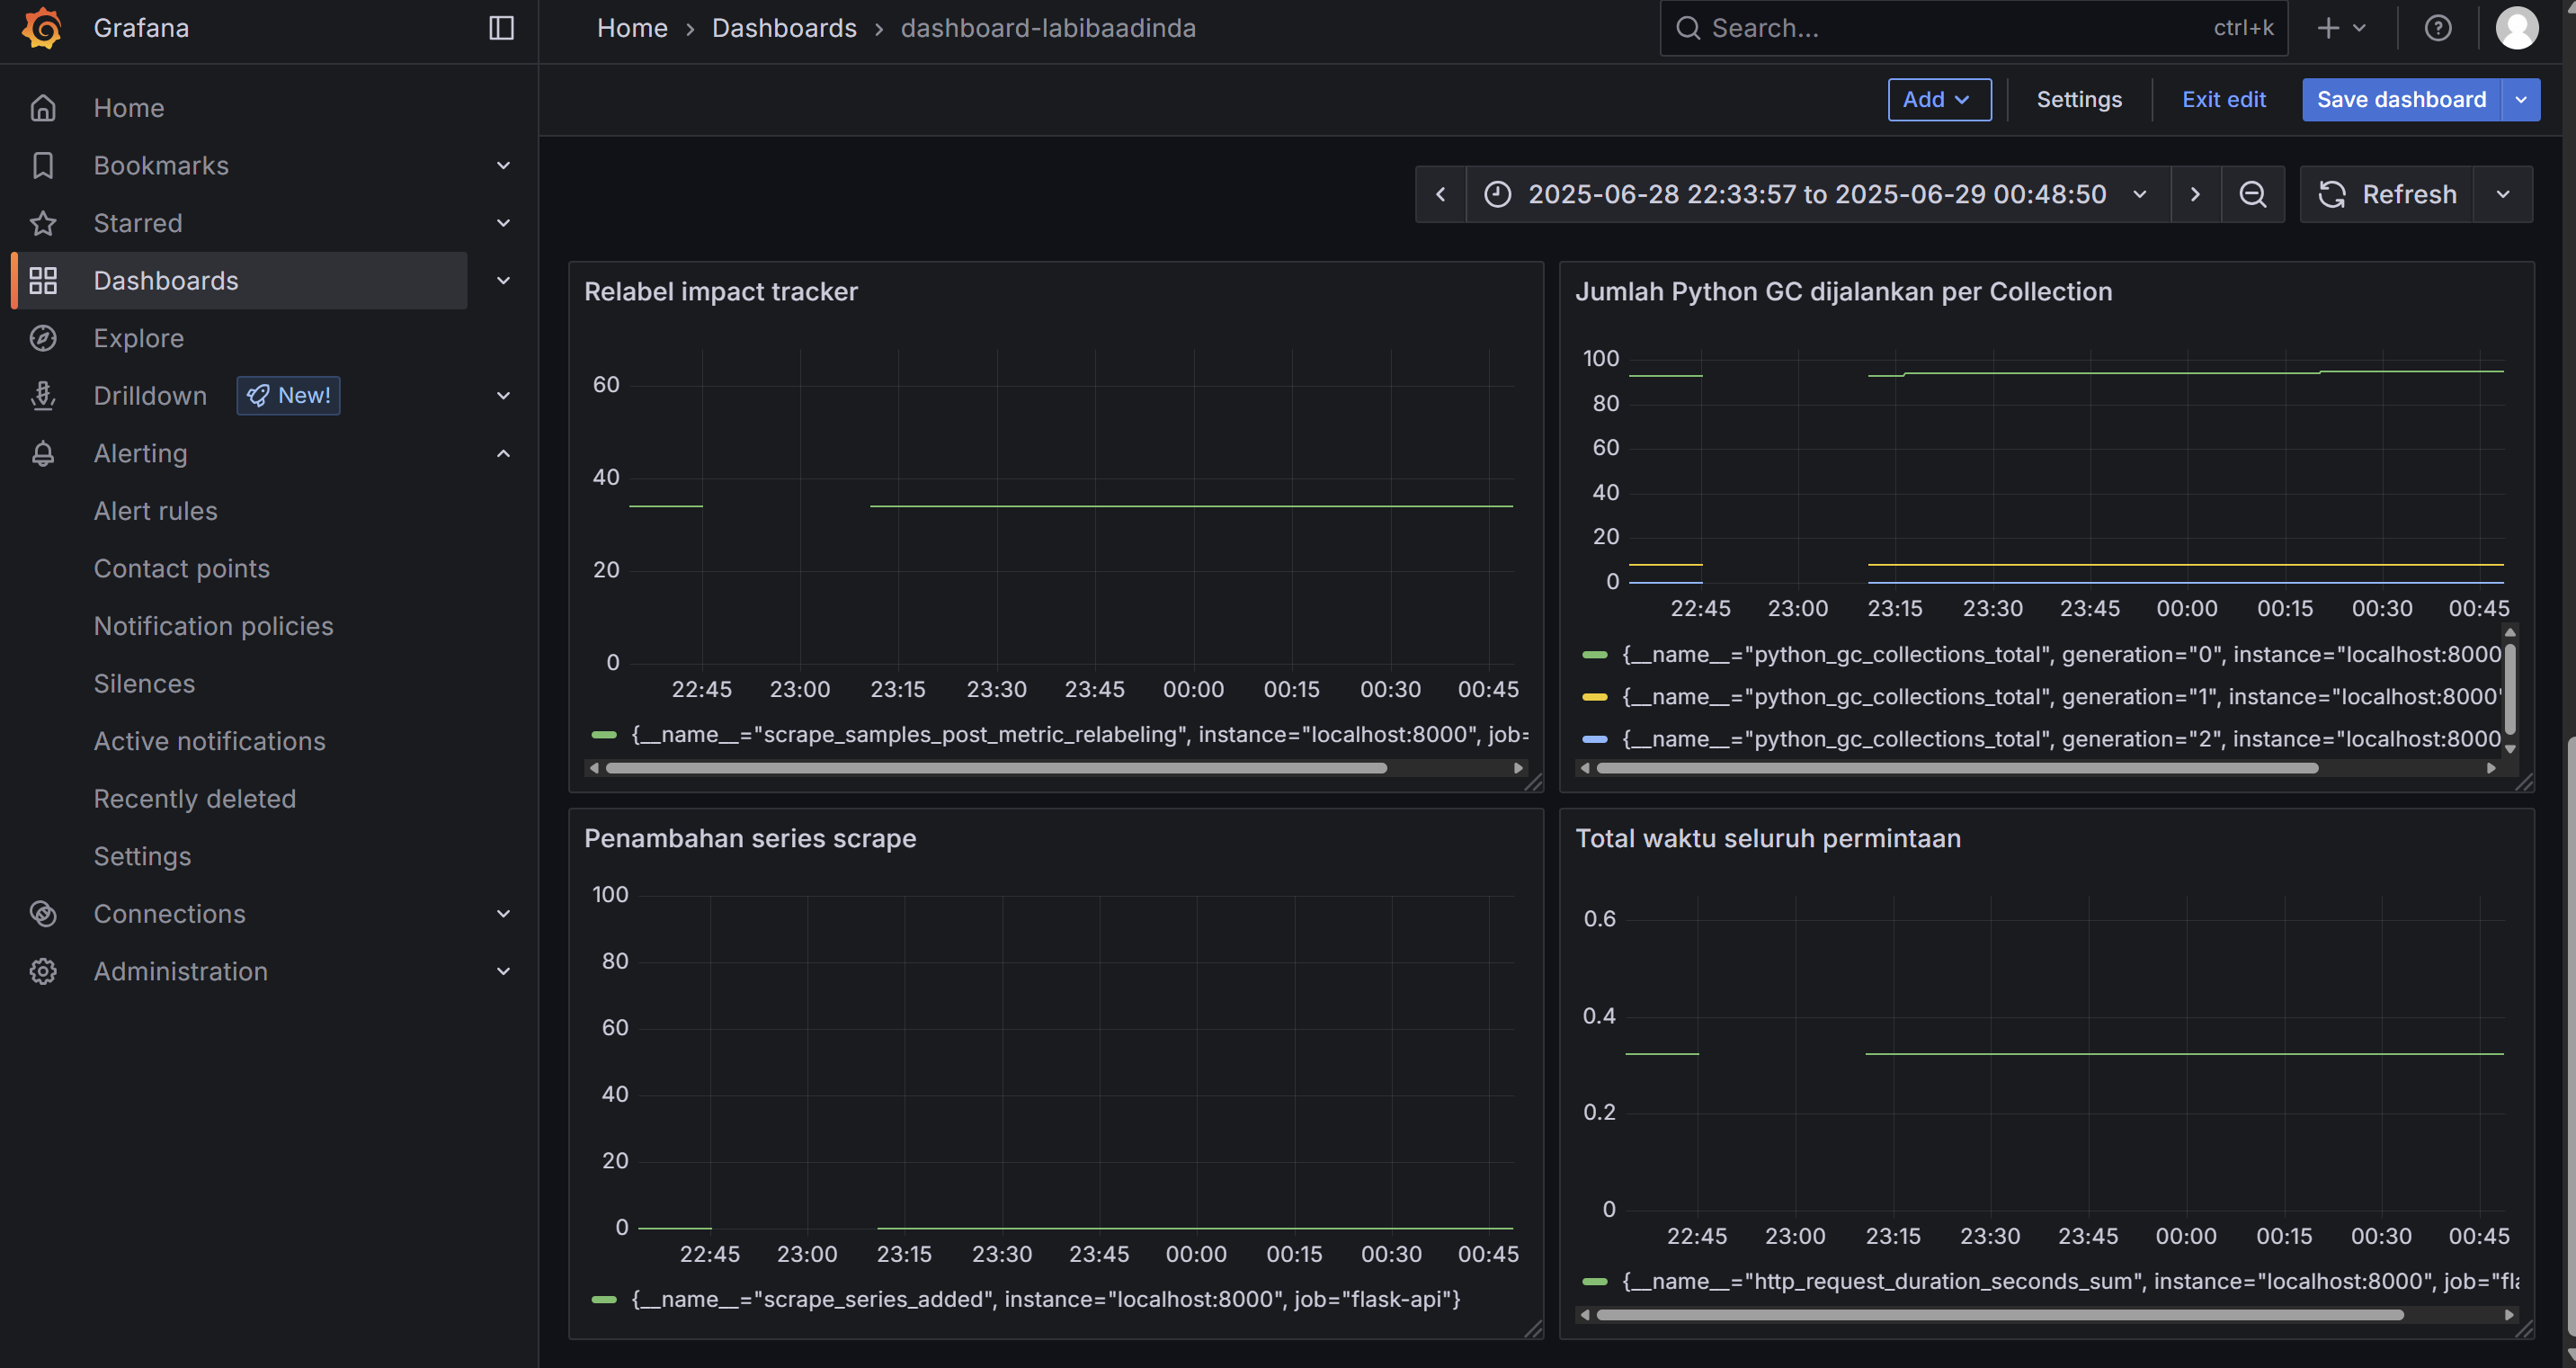 Grafana
Home › Dashboards › dashboard-labibaadinda
Search...
ctrl+k
Home
Bookmarks
Starred
Dashboards
Explore
Drilldown
New!
Alerting
Alert rules
Contact points
Notification policies
Silences
Active notifications
Recently deleted
Settings
Connections
Administration
Add
Settings
Exit edit
Save dashboard
2025-06-28 22:33:57 to 2025-06-29 00:48:50
Refresh
Relabel impact tracker
60
40
20
0
22:45 23:00 23:15 23:30 23:45 00:00 00:15 00:30 00:45
{__name__="scrape_samples_post_metric_relabeling", instance="localhost:8000", job=
Jumlah Python GC dijalankan per Collection
100
80
60
40
20
0
22:45 23:00 23:15 23:30 23:45 00:00 00:15 00:30 00:45
{__name__="python_gc_collections_total", generation="0", instance="localhost:8000
{__name__="python_gc_collections_total", generation="1", instance="localhost:8000"
{__name__="python_gc_collections_total", generation="2", instance="localhost:8000
Penambahan series scrape
100
80
60
40
20
0
22:45 23:00 23:15 23:30 23:45 00:00 00:15 00:30 00:45
{__name__="scrape_series_added", instance="localhost:8000", job="flask-api"}
Total waktu seluruh permintaan
0.6
0.4
0.2
0
22:45 23:00 23:15 23:30 23:45 00:00 00:15 00:30 00:45
{__name__="http_request_duration_seconds_sum", instance="localhost:8000", job="fla